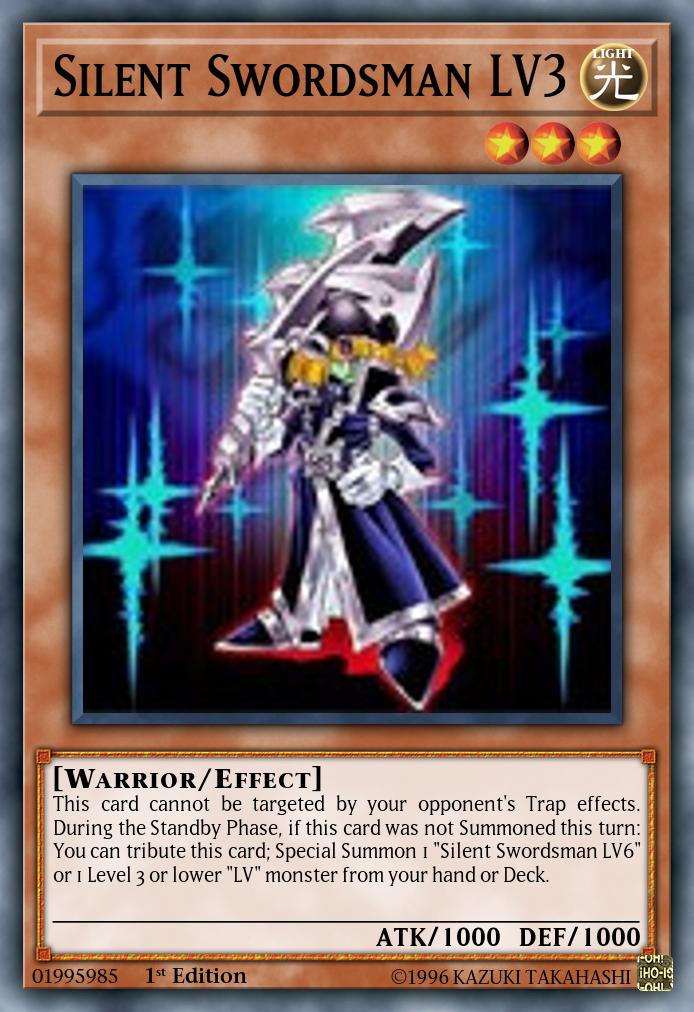 SILENT SWORDSMAN LV3
LIGHT
光
[WARRIOR/EFFECT]
This card cannot be targeted by your opponent's Trap effects.
During the Standby Phase, if this card was not Summoned this turn:
You can tribute this card; Special Summon 1 "Silent Swordsman LV6"
or 1 Level 3 or lower "LV" monster from your hand or Deck.
ATK/1000 DEF/1000
01995985 1st Edition ©1996 KAZUKI TAKAHASHI